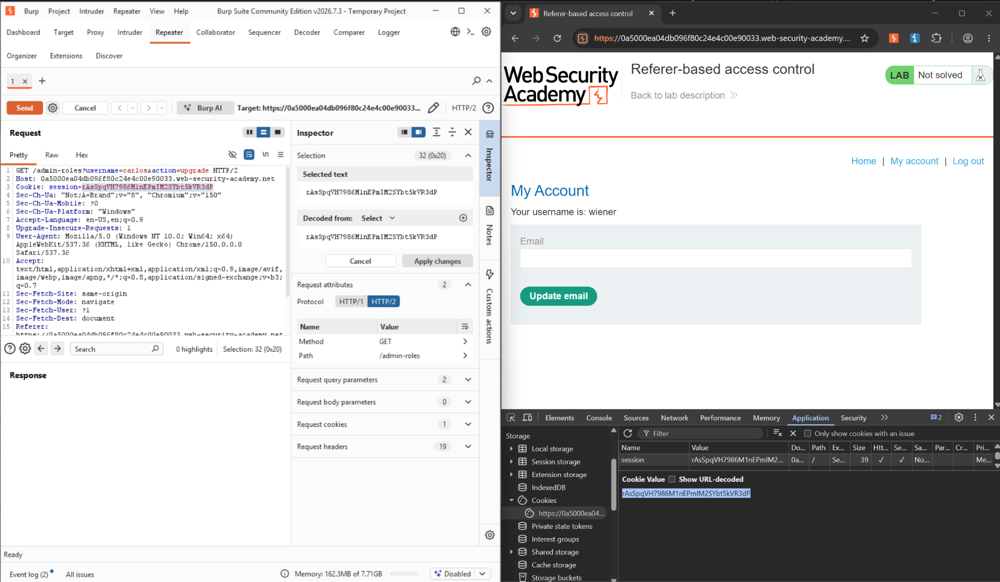 Burp Project Intruder Repeater View Help Burp Suite Community Edition v2026.7.3 - Temporary Project
Dashboard Target Proxy Intruder Repeater Collaborator Sequencer Decoder Comparer Logger
Organizer Extensions Discover
1
Send Cancel Burp AI Target: https://0a5000ea04db096f80c24e4c00e90033... HTTP/2
Request
Pretty Raw Hex \n
1 GET /admin-roles?username=carlos&action=upgrade HTTP/2
2 Host: 0a5000ea04db096f80c24e4c00e90033.web-security-academy.net
3 Cookie: session=rAsSpqVH7986M1nEPmIM2SYbt5kVR3dP
4 Sec-Ch-Ua: "Not;A=Brand";v="8", "Chromium";v="150"
5 Sec-Ch-Ua-Mobile: ?0
6 Sec-Ch-Ua-Platform: "Windows"
7 Accept-Language: en-US,en;q=0.9
8 Upgrade-Insecure-Requests: 1
9 User-Agent: Mozilla/5.0 (Windows NT 10.0; Win64; x64)
AppleWebKit/537.36 (KHTML, like Gecko) Chrome/150.0.0.0
Safari/537.36
10 Accept:
text/html,application/xhtml+xml,application/xml;q=0.9,image/avif,
image/webp,image/apng,*/*;q=0.8,application/signed-exchange;v=b3;
q=0.7
11 Sec-Fetch-Site: same-origin
12 Sec-Fetch-Mode: navigate
13 Sec-Fetch-User: ?1
14 Sec-Fetch-Dest: document
15 Referer:
https://0a5000ea04db096f80c24e4c00e90033.web-security-academy.net
Search 0 highlights Selection: 32 (0x20)
Response
Inspector
Selection 32 (0x20)
Selected text
rAsSpqVH7986M1nEPmIM2SYbt5kVR3dP
Decoded from: Select
rAsSpqVH7986M1nEPmIM2SYbt5kVR3dP
Cancel Apply changes
Request attributes 2
Protocol HTTP/1 HTTP/2
Name Value
Method GET
Path /admin-roles
Request query parameters 2
Request body parameters 0
Request cookies 1
Request headers 19
Inspector
Notes
Custom actions
Ready
Event log (2) All issues Memory: 162.3MB of 7.71GB Disabled
Referer-based access control
https://0a5000ea04db096f80c24e4c00e90033.web-security-academy....
Web Security
Academy
Referer-based access control
Back to lab description
LAB Not solved
Home | My account | Log out
My Account
Your username is: wiener
Email
Update email
Elements Console Sources Network Performance Memory Application Security 2
Storage
Local storage
Session storage
Extension storage
IndexedDB
Cookies
https://0a5000ea04...
Private state tokens
Interest groups
Shared storage
Cache storage
Storage buckets
Filter Only show cookies with an issue
Name Value Do... Path Ex... Size Htt... Se... Sa... Par... Cr... Pri...
session rAsSpqVH7986M1nEPmIM2... 0a... / Se... 39 ✓ ✓ No... Me...
Cookie Value Show URL-decoded
rAsSpqVH7986M1nEPmIM2SYbt5kVR3dP